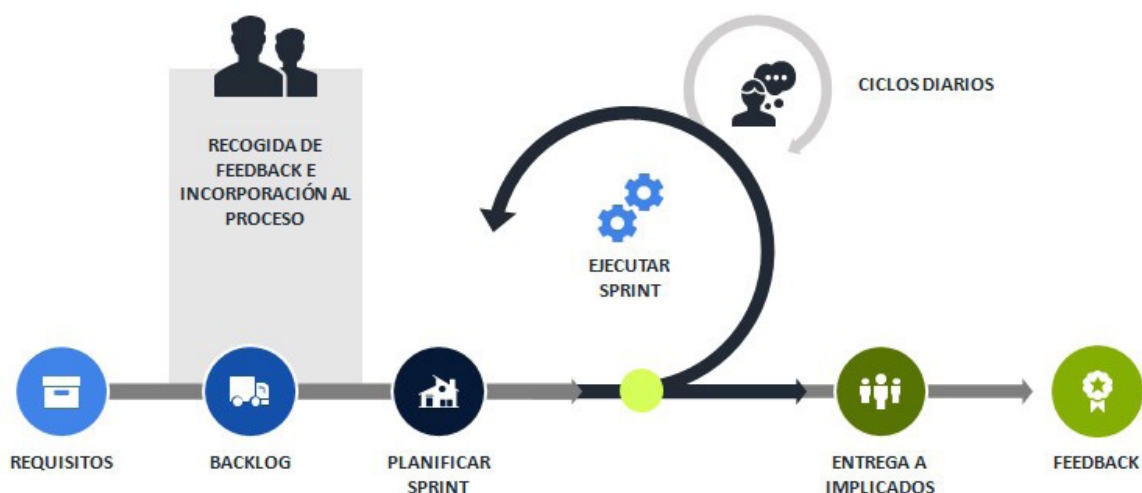 CICLOS DIARIOS
RECOGIDA DE
FEEDBACK E
INCORPORACIÓN AL
PROCESO
EJECUTAR
SPRINT
REQUISITOS
BACKLOG
PLANIFICAR
SPRINT
ENTREGA A
IMPLICADOS
FEEDBACK